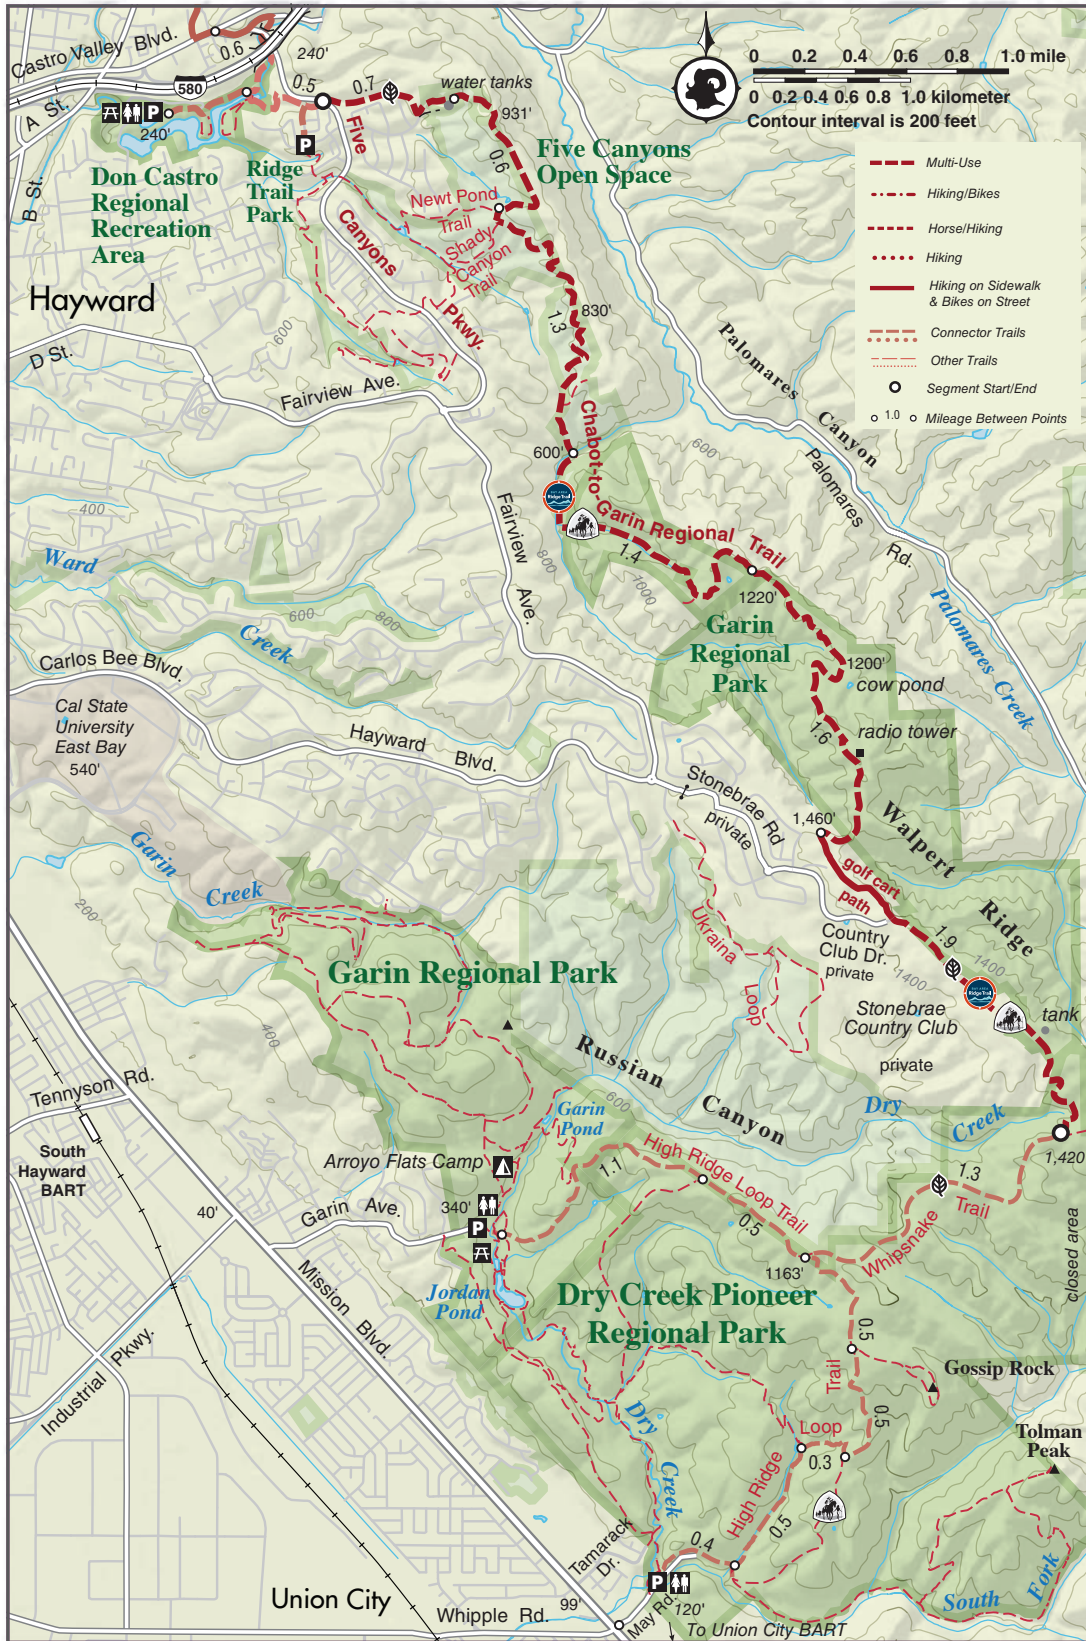 Castro Valley Blvd.
0.6
240'
580
0.5
0.7
water tanks
931'
A St.
P
240'
P
B St.
Don Castro
Regional
Recreation
Area
Ridge
Trail
Park
Five
Canyons
Pkwy.
0.6
Five Canyons
Open Space
0 0.2 0.4 0.6 0.8 1.0 mile
0 0.2 0.4 0.6 0.8 1.0 kilometer
Contour interval is 200 feet
Multi-Use
Hiking/Bikes
Horse/Hiking
Hiking
Hiking on Sidewalk
& Bikes on Street
Connector Trails
Other Trails
Segment Start/End
1.0 Mileage Between Points
Newt Pond
Trail
Shady
Canyon
Trail
Hayward
600
830'
1.3
D St.
Fairview Ave.
Palomares
Canyon
Palomares
Rd.
600'
Chabot-to-Garin Regional Trail
600
400
Ridge Trail
Fairview
Ave.
800
1.4
1000
1220'
Ward
Creek
600
800
Garin
Regional
Park
1200'
cow pond
Palomares Creek
Carlos Bee Blvd.
Cal State
University
East Bay
540'
Hayward Blvd.
1.6
radio tower
Stonebrae Rd
private
1,460'
Walpert
Ridge
golf cart
path
Garin
Creek
200
Ukraina
Loop
Country
Club Dr.
private
1.9
1400
1400
Ridge Trail
Garin Regional Park
Stonebrae
Country Club
private
tank
400
Russian
Canyon
600
Tennyson Rd.
Garin
Pond
Dry
Creek
South
Hayward
BART
Arroyo Flats Camp
High Ridge Loop Trail
1.1
1,420
1.3
Whipsnake
Trail
40'
Garin Ave.
340'
P
0.5
1163'
closed area
Jordan
Pond
Dry Creek Pioneer
Regional Park
Mission Blvd.
Industrial Pkwy.
0.5
Trail
Gossip Rock
0.5
Dry
Creek
Loop
0.3
Tolman
Peak
High Ridge
0.5
0.4
Tamarack
Dr.
P
120'
South
Fork
Union City
Whipple Rd.
99'
May Rd.
To Union City BART